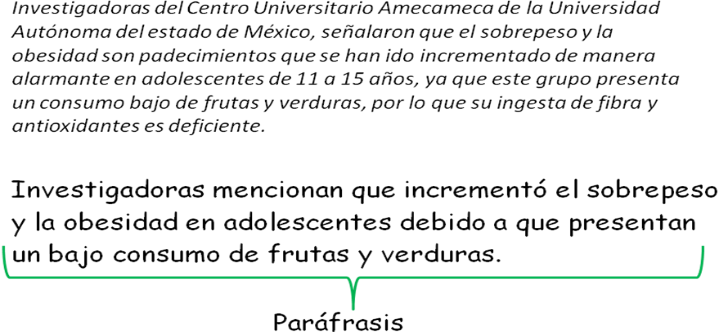 Investigadoras del Centro Universitario Amecameca de la Universidad
Autónoma del estado de México, señalaron que el sobrepeso y la
obesidad son padecimientos que se han ido incrementado de manera
alarmante en adolescentes de 11 a 15 años, ya que este grupo presenta
un consumo bajo de frutas y verduras, por lo que su ingesta de fibra y
antioxidantes es deficiente.
Investigadoras mencionan que incrementó el sobrepeso
y la obesidad en adolescentes debido a que presentan
un bajo consumo de frutas y verduras.
Paráfrasis